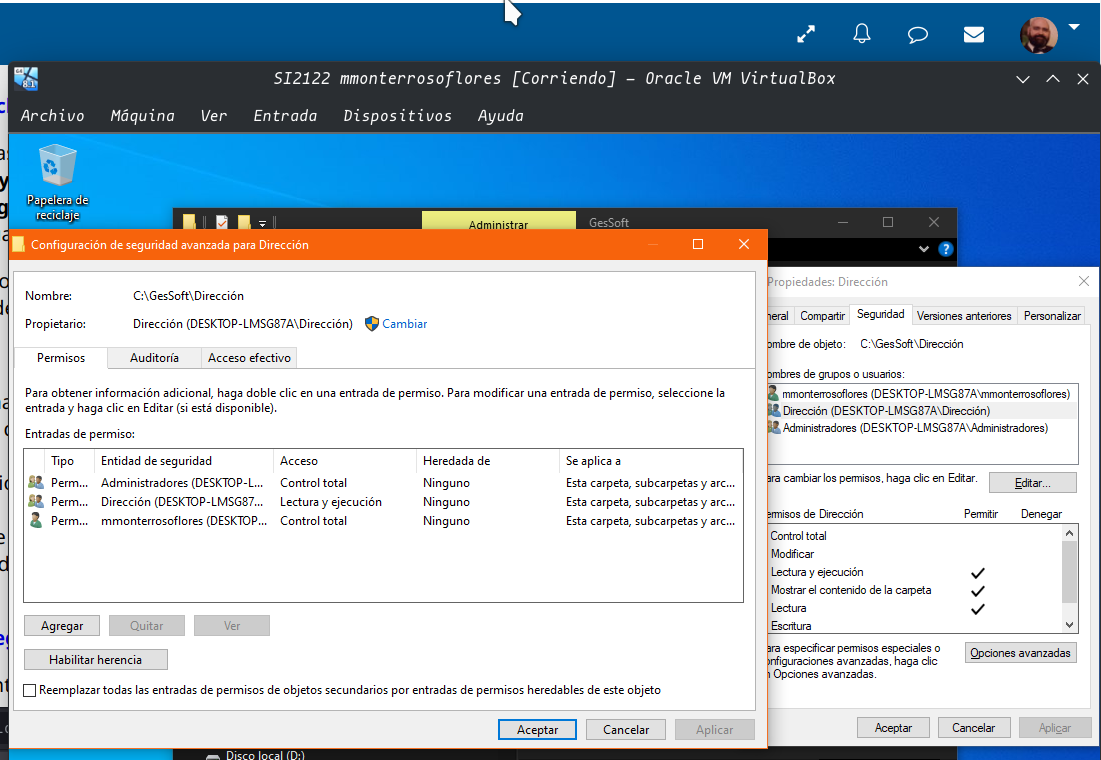 SI2122 mmonterrosoflores [Corriendo] – Oracle VM VirtualBox
Archivo Máquina Ver Entrada Dispositivos Ayuda
Papelera de
reciclaje
Administrar GesSoft
Configuración de seguridad avanzada para Dirección
Nombre: C:\GesSoft\Dirección
Propietario: Dirección (DESKTOP-LMSG87A\Dirección) Cambiar
Permisos Auditoría Acceso efectivo
Para obtener información adicional, haga doble clic en una entrada de permiso. Para modificar una entrada de permiso, seleccione la
entrada y haga clic en Editar (si está disponible).
Entradas de permiso:
Tipo Entidad de seguridad Acceso Heredada de Se aplica a
Perm... Administradores (DESKTOP-L... Control total Ninguno Esta carpeta, subcarpetas y arc...
Perm... Dirección (DESKTOP-LMSG87... Lectura y ejecución Ninguno Esta carpeta, subcarpetas y arc...
Perm... mmonterrosoflores (DESKTOP... Control total Ninguno Esta carpeta, subcarpetas y arc...
Agregar Quitar Ver
Habilitar herencia
Reemplazar todas las entradas de permisos de objetos secundarios por entradas de permisos heredables de este objeto
Aceptar Cancelar Aplicar
Propiedades: Dirección
neral Compartir Seguridad Versiones anteriores Personalizar
ombre de objeto: C:\GesSoft\Dirección
ombres de grupos o usuarios:
mmonterrosoflores (DESKTOP-LMSG87A\mmonterrosoflores)
Dirección (DESKTOP-LMSG87A\Dirección)
Administradores (DESKTOP-LMSG87A\Administradores)
ara cambiar los permisos, haga clic en Editar. Editar...
ermisos de Dirección Permitir Denegar
Control total
Modificar
Lectura y ejecución
Mostrar el contenido de la carpeta
Lectura
Escritura
ara especificar permisos especiales o
onfiguraciones avanzadas, haga clic
n Opciones avanzadas.
Opciones avanzadas
Aceptar Cancelar Aplicar
Disco local (D:)